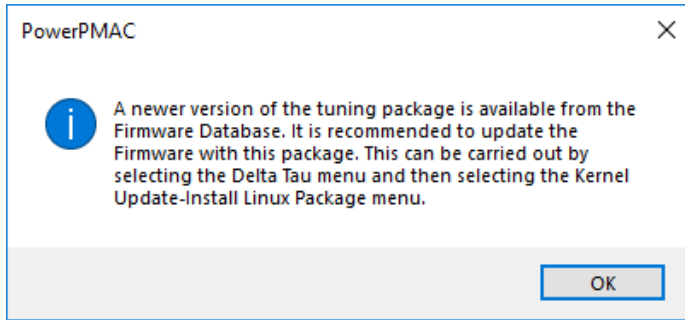 PowerPMAC
A newer version of the tuning package is available from the
Firmware Database. It is recommended to update the
Firmware with this package. This can be carried out by
selecting the Delta Tau menu and then selecting the Kernel
Update-Install Linux Package menu.
OK